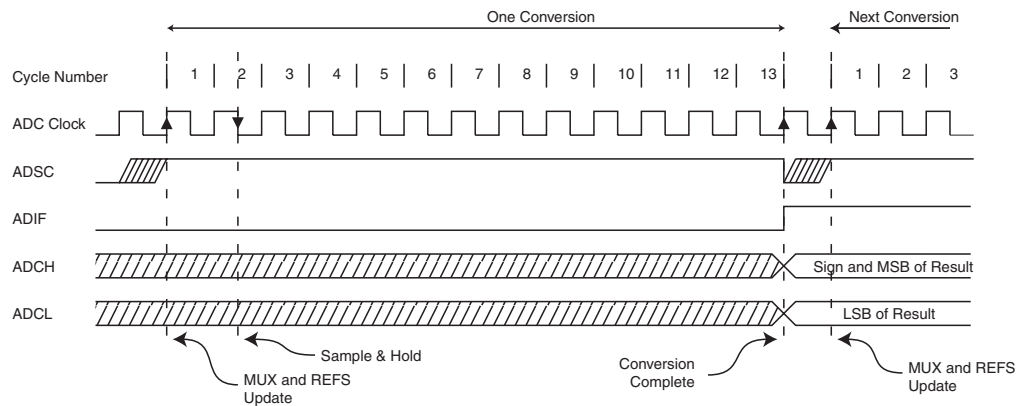 One Conversion
Next Conversion
Cycle Number 1 2 3 4 5 6 7 8 9 10 11 12 13 1 2 3
ADC Clock
ADSC
ADIF
ADCH Sign and MSB of Result
ADCL LSB of Result
Sample & Hold
MUX and REFS
Update
Conversion
Complete
MUX and REFS
Update